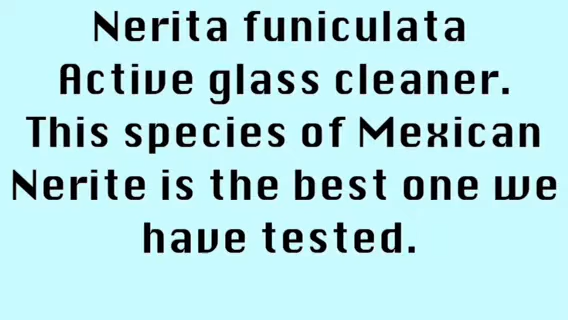 Nerita funiculata
Active glass cleaner.
This species of Mexican
Nerite is the best one we
have tested.